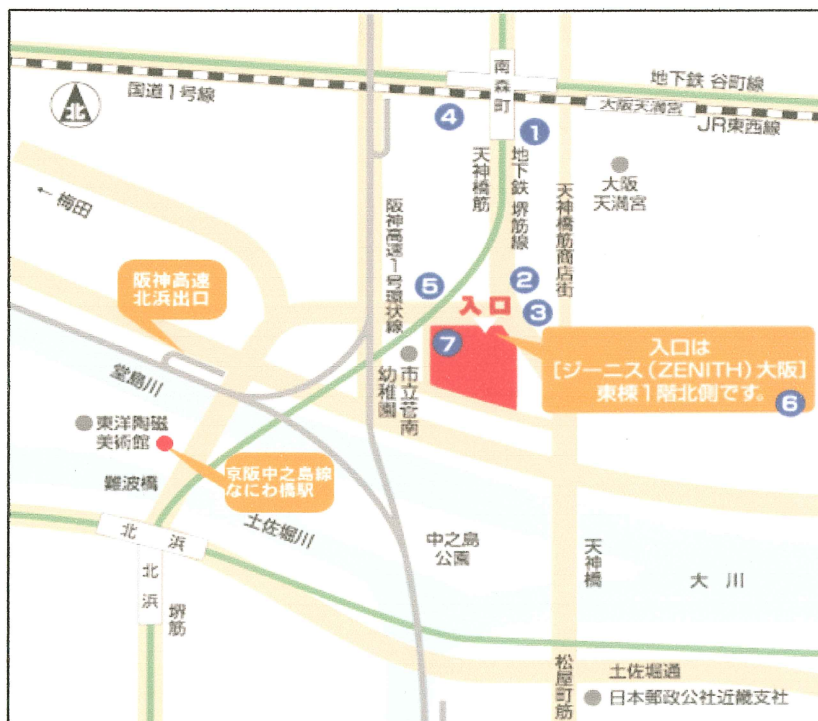 地下鉄 谷町線
国道1号線
南森町
大阪天満宮
JR東西線
北
④
①
大阪
天満宮
← 梅田
天神橋筋
地下鉄 堺筋線
天神橋筋商店街
阪神高速1号環状線
阪神高速
北浜出口
⑤
②
入口
③
⑦
入口は
[ジーニス(ZENITH)大阪]
東棟1階北側です。
⑥
市立菅南
幼稚園
堂島川
東洋陶磁
美術館
京阪中之島線
なにわ橋駅
難波橋
北浜
土佐堀川
中之島
公園
天神橋
大川
北浜
堺筋
松屋町筋
土佐堀通
日本郵政公社近畿支社